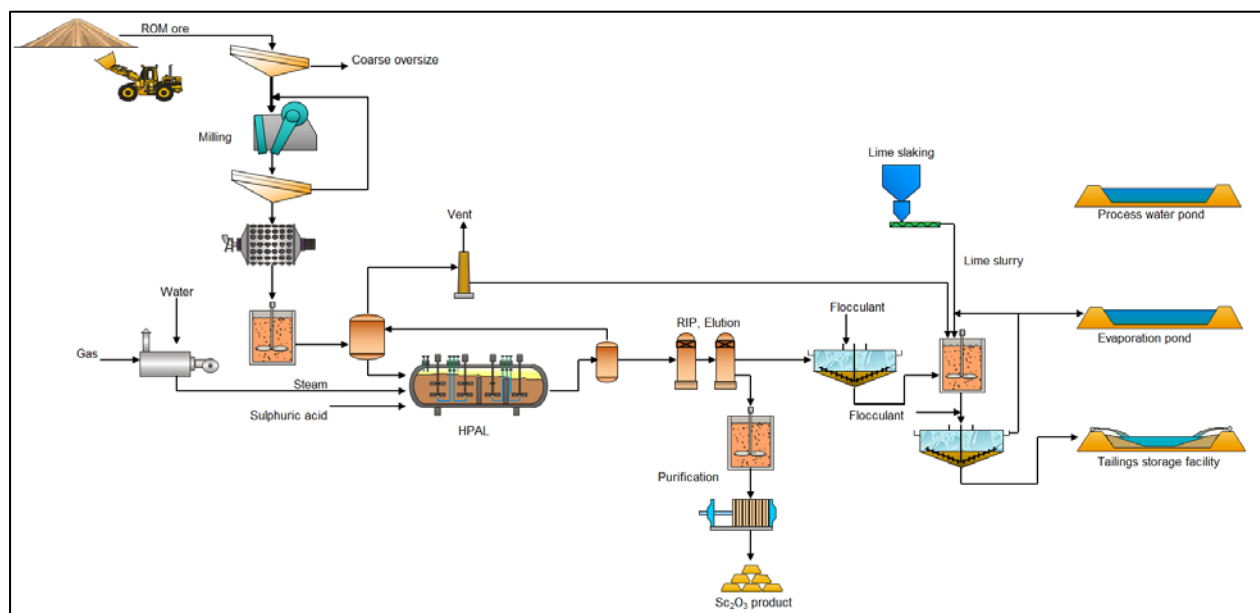 ROM ore
Coarse oversize
Milling
Lime slaking
Process water pond
Vent
Lime slurry
Water
RIP, Elution
Flocculant
Evaporation pond
Gas
Steam
Sulphuric acid
HPAL
Flocculant
Tailings storage facility
Purification
Sc₂O₃ product